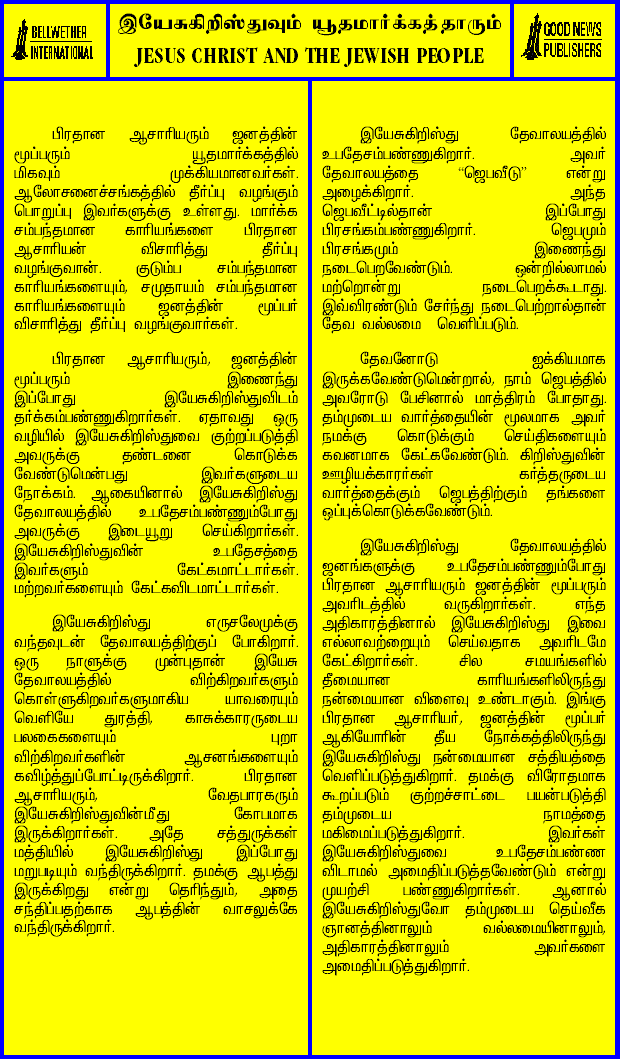 BELLWETHER
INTERNATIONAL
இயேசுகிறிஸ்துவும் யூதமார்க்கத்தாரும்
JESUS CHRIST AND THE JEWISH PEOPLE
GOOD NEWS
PUBLISHERS
பிரதான ஆசாரியரும் ஜனத்தின்
மூப்பரும் யூதமார்க்கத்தில்
மிகவும் முக்கியமானவர்கள்.
ஆலோசனைச்சங்கத்தில் தீர்ப்பு வழங்கும்
பொறுப்பு இவர்களுக்கு உள்ளது. மார்க்க
சம்பந்தமான காரியங்களை பிரதான
ஆசாரியன் விசாரித்து தீர்ப்பு
வழங்குவான். குடும்ப சம்பந்தமான
காரியங்களையும், சமுதாயம் சம்பந்தமான
காரியங்களையும் ஜனத்தின் மூப்பர்
விசாரித்து தீர்ப்பு வழங்குவார்கள்.
பிரதான ஆசாரியரும், ஜனத்தின்
மூப்பரும் இணைந்து
இப்போது இயேசுகிறிஸ்துவிடம்
தர்க்கம்பண்ணுகிறார்கள். ஏதாவது ஒரு
வழியில் இயேசுகிறிஸ்துவை குற்றப்படுத்தி
அவருக்கு தண்டனை கொடுக்க
வேண்டுமென்பது இவர்களுடைய
நோக்கம். ஆகையினால் இயேசுகிறிஸ்து
தேவாலயத்தில் உபதேசம்பண்ணும்போது
அவருக்கு இடையூறு செய்கிறார்கள்.
இயேசுகிறிஸ்துவின் உபதேசத்தை
இவர்களும் கேட்கமாட்டார்கள்.
மற்றவர்களையும் கேட்கவிடமாட்டார்கள்.
இயேசுகிறிஸ்து எருசலேமுக்கு
வந்தவுடன் தேவாலயத்திற்குப் போகிறார்.
ஒரு நாளுக்கு முன்புதான் இயேசு
தேவாலயத்தில் விற்கிறவர்களும்
கொள்ளுகிறவர்களுமாகிய யாவரையும்
வெளியே துரத்தி, காசுக்காரருடைய
பலகைகளையும் புறா
விற்கிறவர்களின் ஆசனங்களையும்
கவிழ்த்துப்போட்டிருக்கிறார். பிரதான
ஆசாரியரும், வேதபாரகரும்
இயேசுகிறிஸ்துவின்மீது கோபமாக
இருக்கிறார்கள். அதே சத்துருக்கள்
மத்தியில் இயேசுகிறிஸ்து இப்போது
மறுபடியும் வந்திருக்கிறார். தமக்கு ஆபத்து
இருக்கிறது என்று தெரிந்தும், அதை
சந்திப்பதற்காக ஆபத்தின் வாசலுக்கே
வந்திருக்கிறார்.
இயேசுகிறிஸ்து தேவாலயத்தில்
உபதேசம்பண்ணுகிறார். அவர்
தேவாலயத்தை “ஜெபவீடு” என்று
அழைக்கிறார். அந்த
ஜெபவீட்டில்தான் இப்போது
பிரசங்கம்பண்ணுகிறார். ஜெபமும்
பிரசங்கமும் இணைந்து
நடைபெறவேண்டும். ஒன்றில்லாமல்
மற்றொன்று நடைபெறக்கூடாது.
இவ்விரண்டும் சேர்ந்து நடைபெற்றால்தான்
தேவ வல்லமை வெளிப்படும்.
தேவனோடு ஐக்கியமாக
இருக்கவேண்டுமென்றால், நாம் ஜெபத்தில்
அவரோடு பேசினால் மாத்திரம் போதாது.
தம்முடைய வார்த்தையின் மூலமாக அவர்
நமக்கு கொடுக்கும் செய்திகளையும்
கவனமாக கேட்கவேண்டும். கிறிஸ்துவின்
ஊழியக்காரர்கள் கர்த்தருடைய
வார்த்தைக்கும் ஜெபத்திற்கும் தங்களை
ஒப்புக்கொடுக்கவேண்டும்.
இயேசுகிறிஸ்து தேவாலயத்தில்
ஜனங்களுக்கு உபதேசம்பண்ணும்போது
பிரதான ஆசாரியரும் ஜனத்தின் மூப்பரும்
அவரிடத்தில் வருகிறார்கள். எந்த
அதிகாரத்தினால் இயேசுகிறிஸ்து இவை
எல்லாவற்றையும் செய்வதாக அவரிடமே
கேட்கிறார்கள். சில சமயங்களில்
தீமையான காரியங்களிலிருந்து
நன்மையான விளைவு உண்டாகும். இங்கு
பிரதான ஆசாரியர், ஜனத்தின் மூப்பர்
ஆகியோரின் தீய நோக்கத்திலிருந்து
இயேசுகிறிஸ்து நன்மையான சத்தியத்தை
வெளிப்படுத்துகிறார். தமக்கு விரோதமாக
கூறப்படும் குற்றச்சாட்டை பயன்படுத்தி
தம்முடைய நாமத்தை
மகிமைப்படுத்துகிறார். இவர்கள்
இயேசுகிறிஸ்துவை உபதேசம்பண்ண
விடாமல் அமைதிப்படுத்தவேண்டும் என்று
முயற்சி பண்ணுகிறார்கள். ஆனால்
இயேசுகிறிஸ்துவோ தம்முடைய தெய்வீக
ஞானத்தினாலும் வல்லமையினாலும்,
அதிகாரத்தினாலும் அவர்களை
அமைதிப்படுத்துகிறார்.